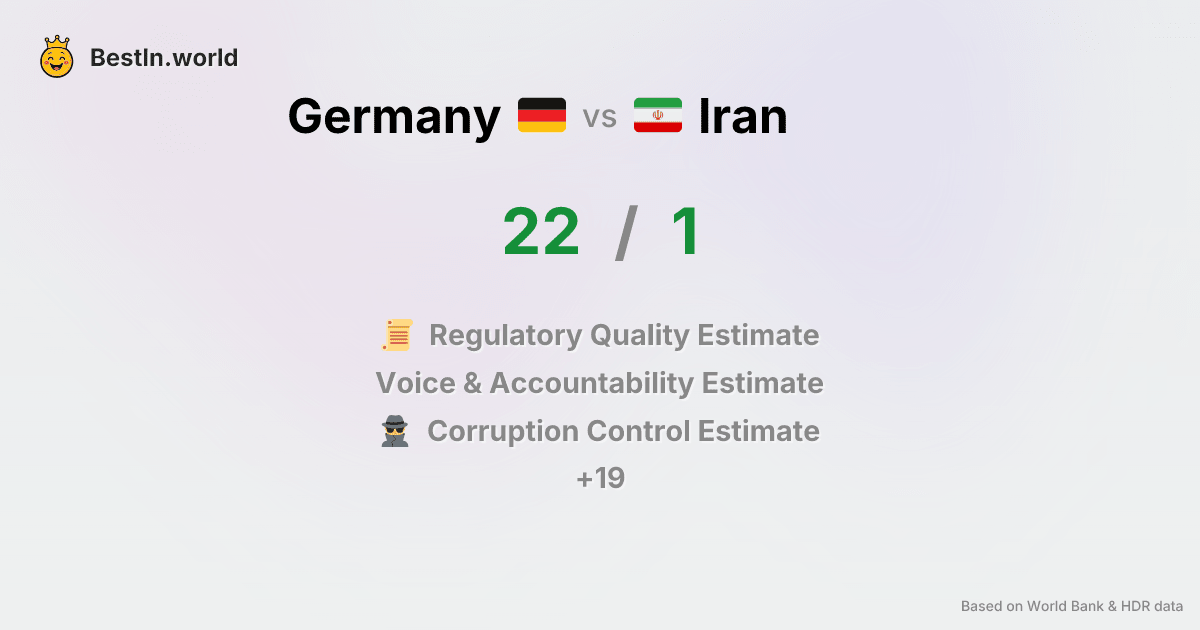 BestIn.world
Germany vs Iran
22 / 1
Regulatory Quality Estimate
Voice & Accountability Estimate
Corruption Control Estimate
+19
Based on World Bank & HDR data